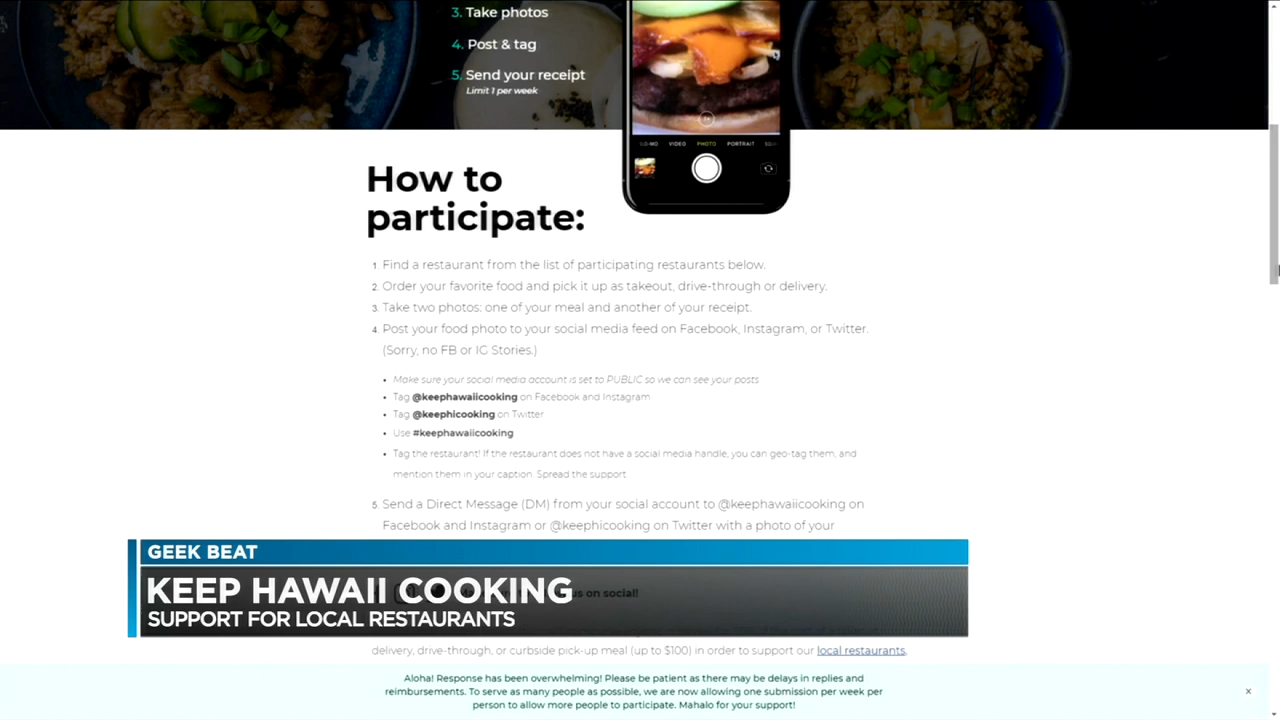 3. Take photos
4. Post & tag
5. Send your receipt
Limit 1 per week
VIDEO PHOTO PORTRAIT
How to
participate:
1. Find a restaurant from the list of participating restaurants below.
2. Order your favorite food and pick it up as takeout, drive-through or delivery.
3. Take two photos: one of your meal and another of your receipt.
4. Post your food photo to your social media feed on Facebook, Instagram, or Twitter.
(Sorry, no FB or IG Stories.)
• Make sure your social media account is set to PUBLIC so we can see your posts
• Tag @keephawaiicooking on Facebook and Instagram
• Tag @keephicooking on Twitter
• Use #keephawaiicooking
• Tag the restaurant! If the restaurant does not have a social media handle, you can geo-tag them, and
mention them in your caption. Spread the support
5. Send a Direct Message (DM) from your social account to @keephawaiicooking on
Facebook and Instagram or @keephicooking on Twitter with a photo of your
GEEK BEAT
KEEP HAWAII COOKING
us on social!
SUPPORT FOR LOCAL RESTAURANTS
delivery, drive-through, or curbside pick-up meal (up to $100) in order to support our local restaurants,
Aloha! Response has been overwhelming! Please be patient as there may be delays in replies and
reimbursements. To serve as many people as possible, we are now allowing one submission per week per
person to allow more people to participate. Mahalo for your support!
x